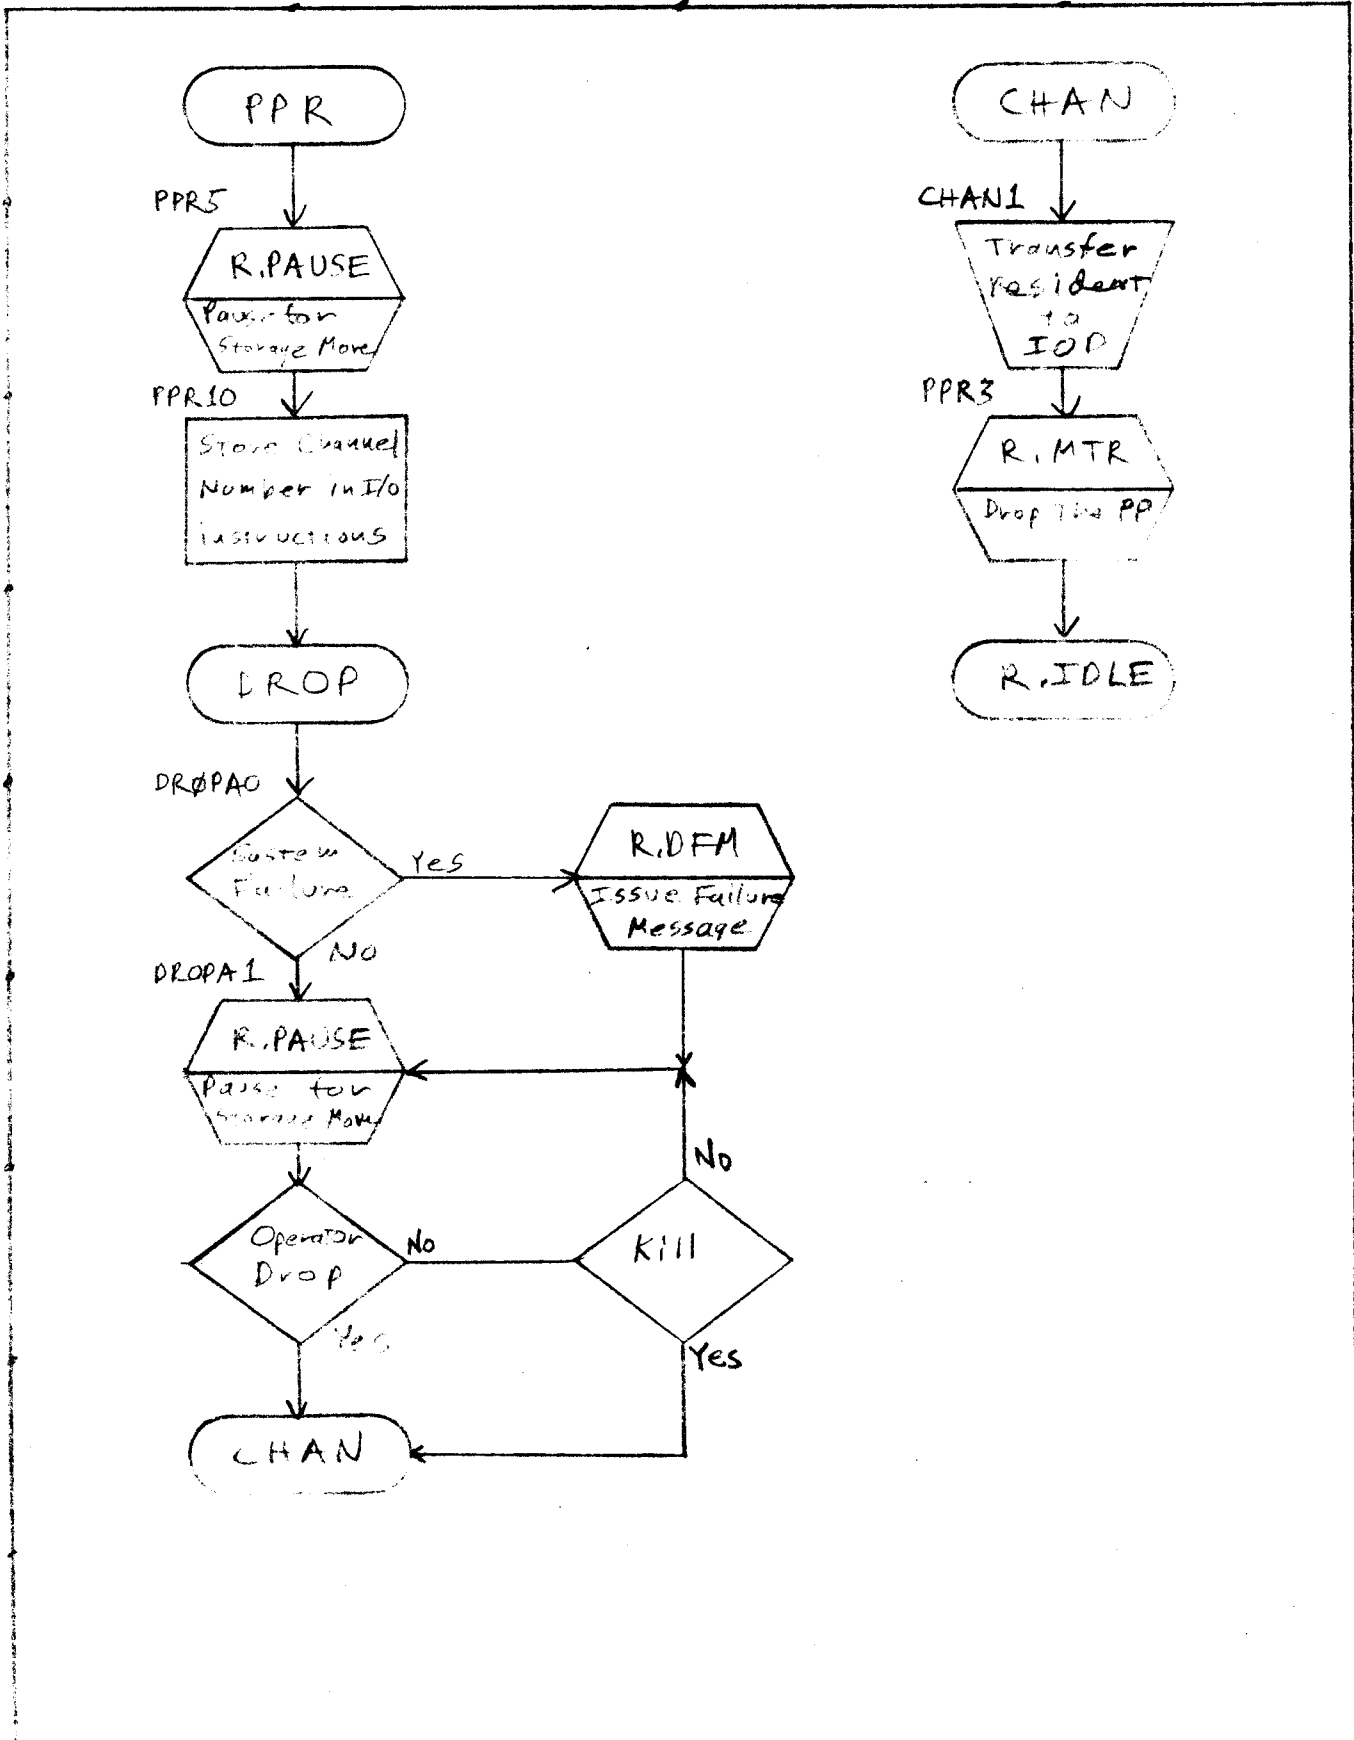 PPR
PPR5
R.PAUSE
Pause for
Storage Move
PPR10
Store Channel
Number in I/O
instructions
DROP
DRØPA0
System
Failure
Yes
No
R.DFM
Issue Failure
Message
DROPA1
R.PAUSE
Pause for
Storage Move
Operator
Drop
No
Yes
Kill
No
Yes
CHAN
CHAN
CHAN1
Transfer
resident
to
IOP
PPR3
R.MTR
Drop The PP
R.IDLE